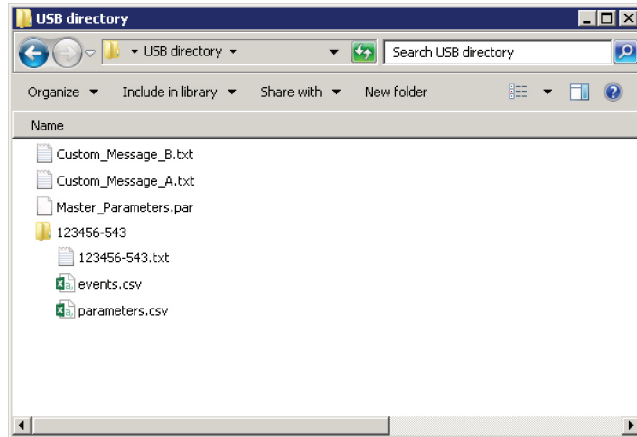 USB directory
USB directory
Search USB directory
Organize Include in library Share with New folder
Name
Custom_Message_B.txt
Custom_Message_A.txt
Master_Parameters.par
123456-543
123456-543.txt
events.csv
parameters.csv